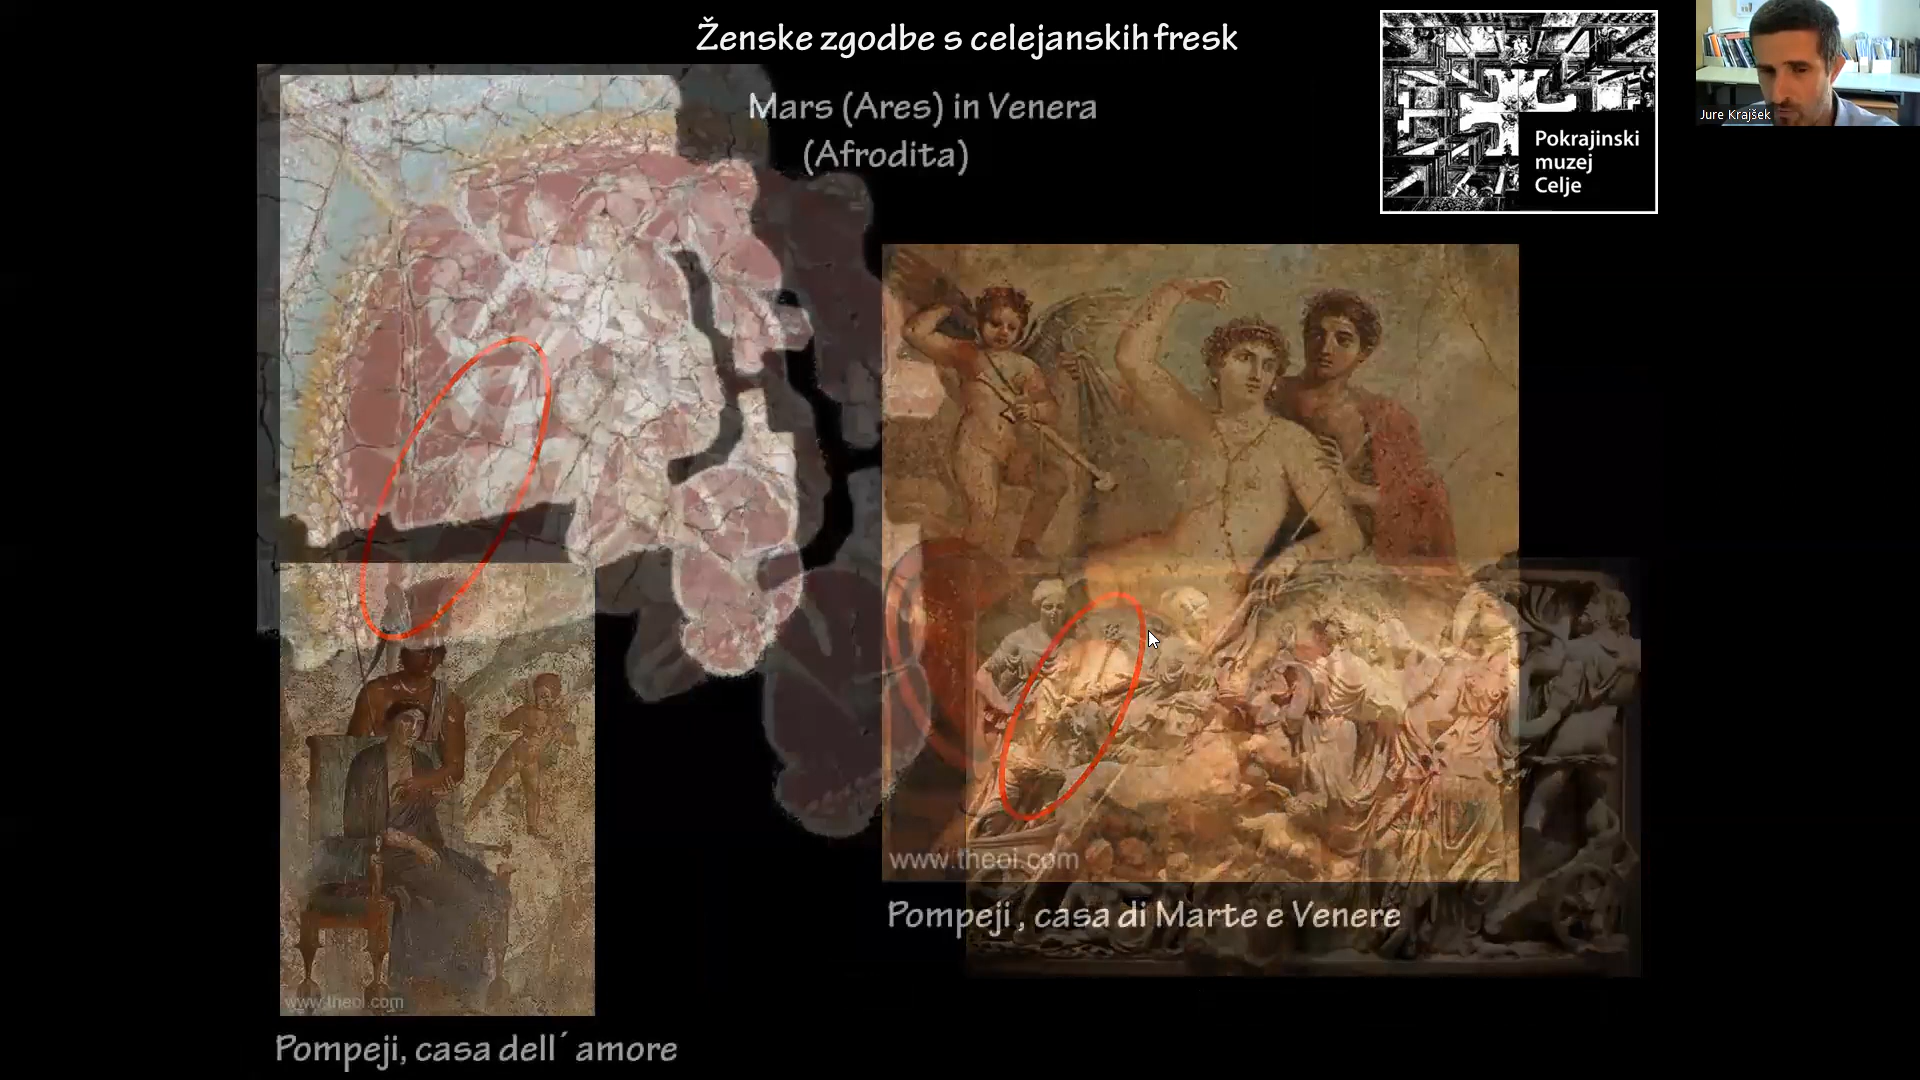 Ženske zgodbe s celejanskih fresk
Mars (Ares) in Venera
(Afrodita)
Pokrajinski
muzej
Celje
Jure Krajšek
www.theoi.com
Pompeji, casa di Marte e Venere
www.theoi.com
Pompeji, casa dell´ amore